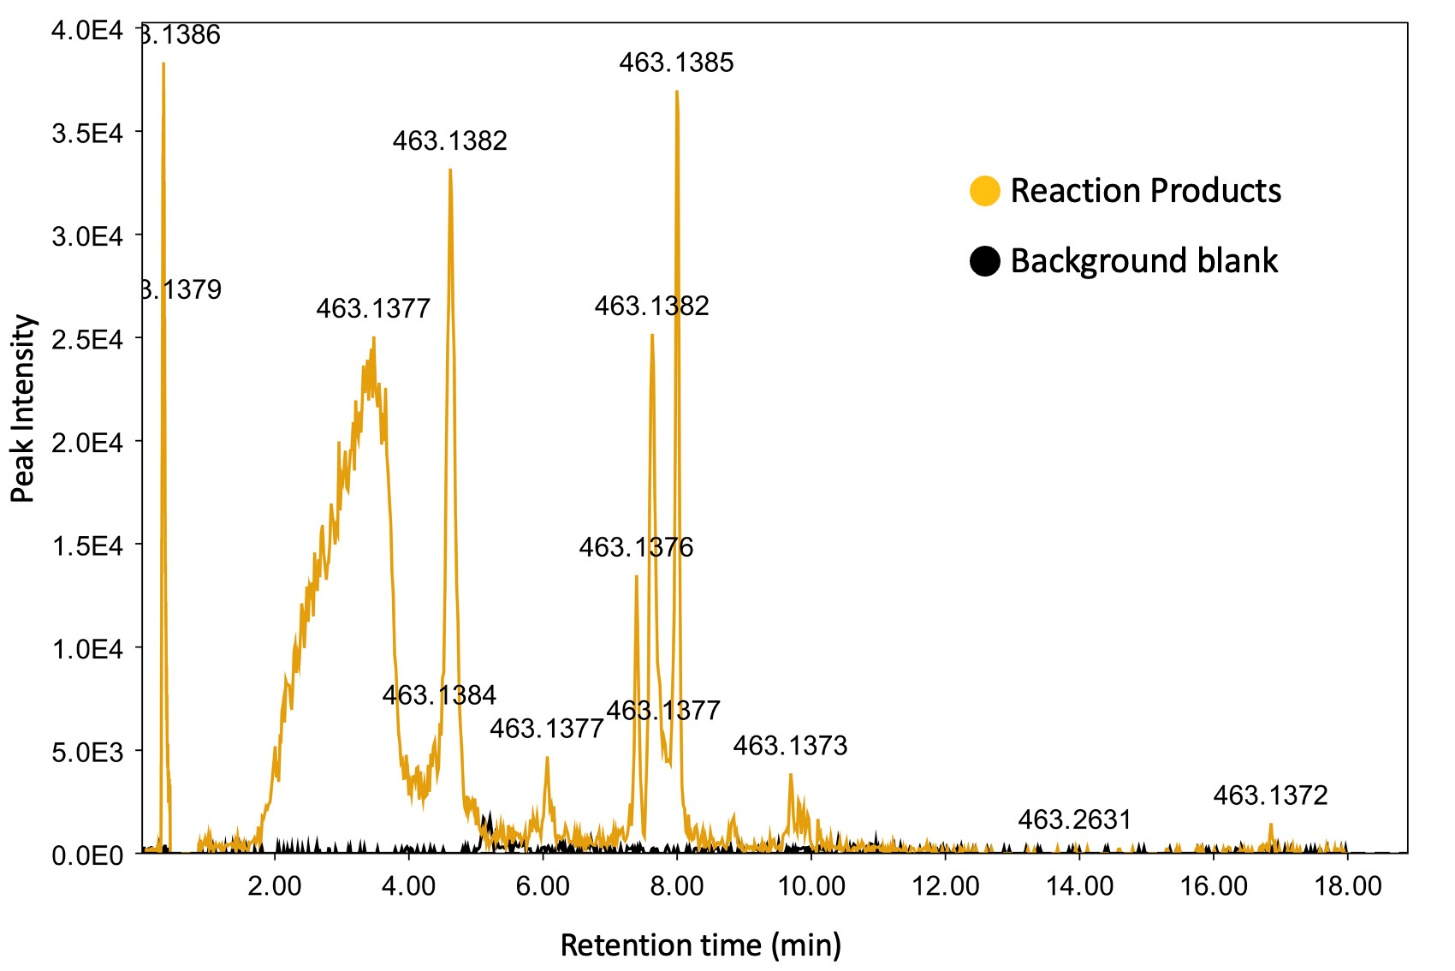 4.0E4
3.1386
463.1385
463.1382
3.5E4
Reaction Products
3.0E4
Background blank
3.1379
463.1377
463.1382
2.5E4
Peak Intensity
2.0E4
463.1376
1.5E4
1.0E4
463.1384
463.1377
463.1377
463.1373
5.0E3
463.1372
463.2631
0.0E0
2.00 4.00 6.00 8.00 10.00 12.00 14.00 16.00 18.00
Retention time (min)